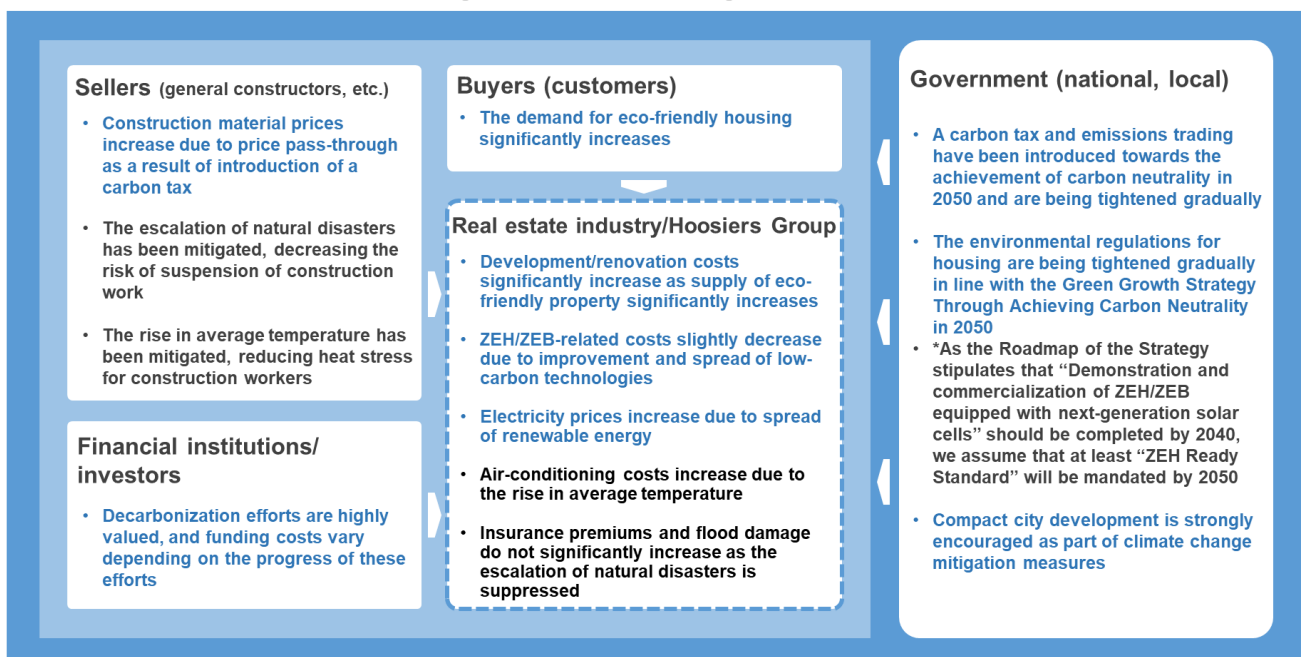 Sellers (general constructors, etc.)
• Construction material prices
increase due to price pass-through
as a result of introduction of a
carbon tax
• The escalation of natural disasters
has been mitigated, decreasing the
risk of suspension of construction
work
• The rise in average temperature has
been mitigated, reducing heat stress
for construction workers
Financial institutions/
investors
• Decarbonization efforts are highly
valued, and funding costs vary
depending on the progress of these
efforts
Buyers (customers)
• The demand for eco-friendly housing
significantly increases
Real estate industry/Hoosiers Group
• Development/renovation costs
significantly increase as supply of eco-
friendly property significantly increases
• ZEH/ZEB-related costs slightly decrease
due to improvement and spread of low-
carbon technologies
• Electricity prices increase due to spread
of renewable energy
• Air-conditioning costs increase due to
the rise in average temperature
• Insurance premiums and flood damage
do not significantly increase as the
escalation of natural disasters is
suppressed
Government (national, local)
• A carbon tax and emissions trading
have been introduced towards the
achievement of carbon neutrality in
2050 and are being tightened gradually
• The environmental regulations for
housing are being tightened gradually
in line with the Green Growth Strategy
Through Achieving Carbon Neutrality
in 2050
• *As the Roadmap of the Strategy
stipulates that “Demonstration and
commercialization of ZEH/ZEB
equipped with next-generation solar
cells” should be completed by 2040,
we assume that at least “ZEH Ready
Standard” will be mandated by 2050
• Compact city development is strongly
encouraged as part of climate change
mitigation measures